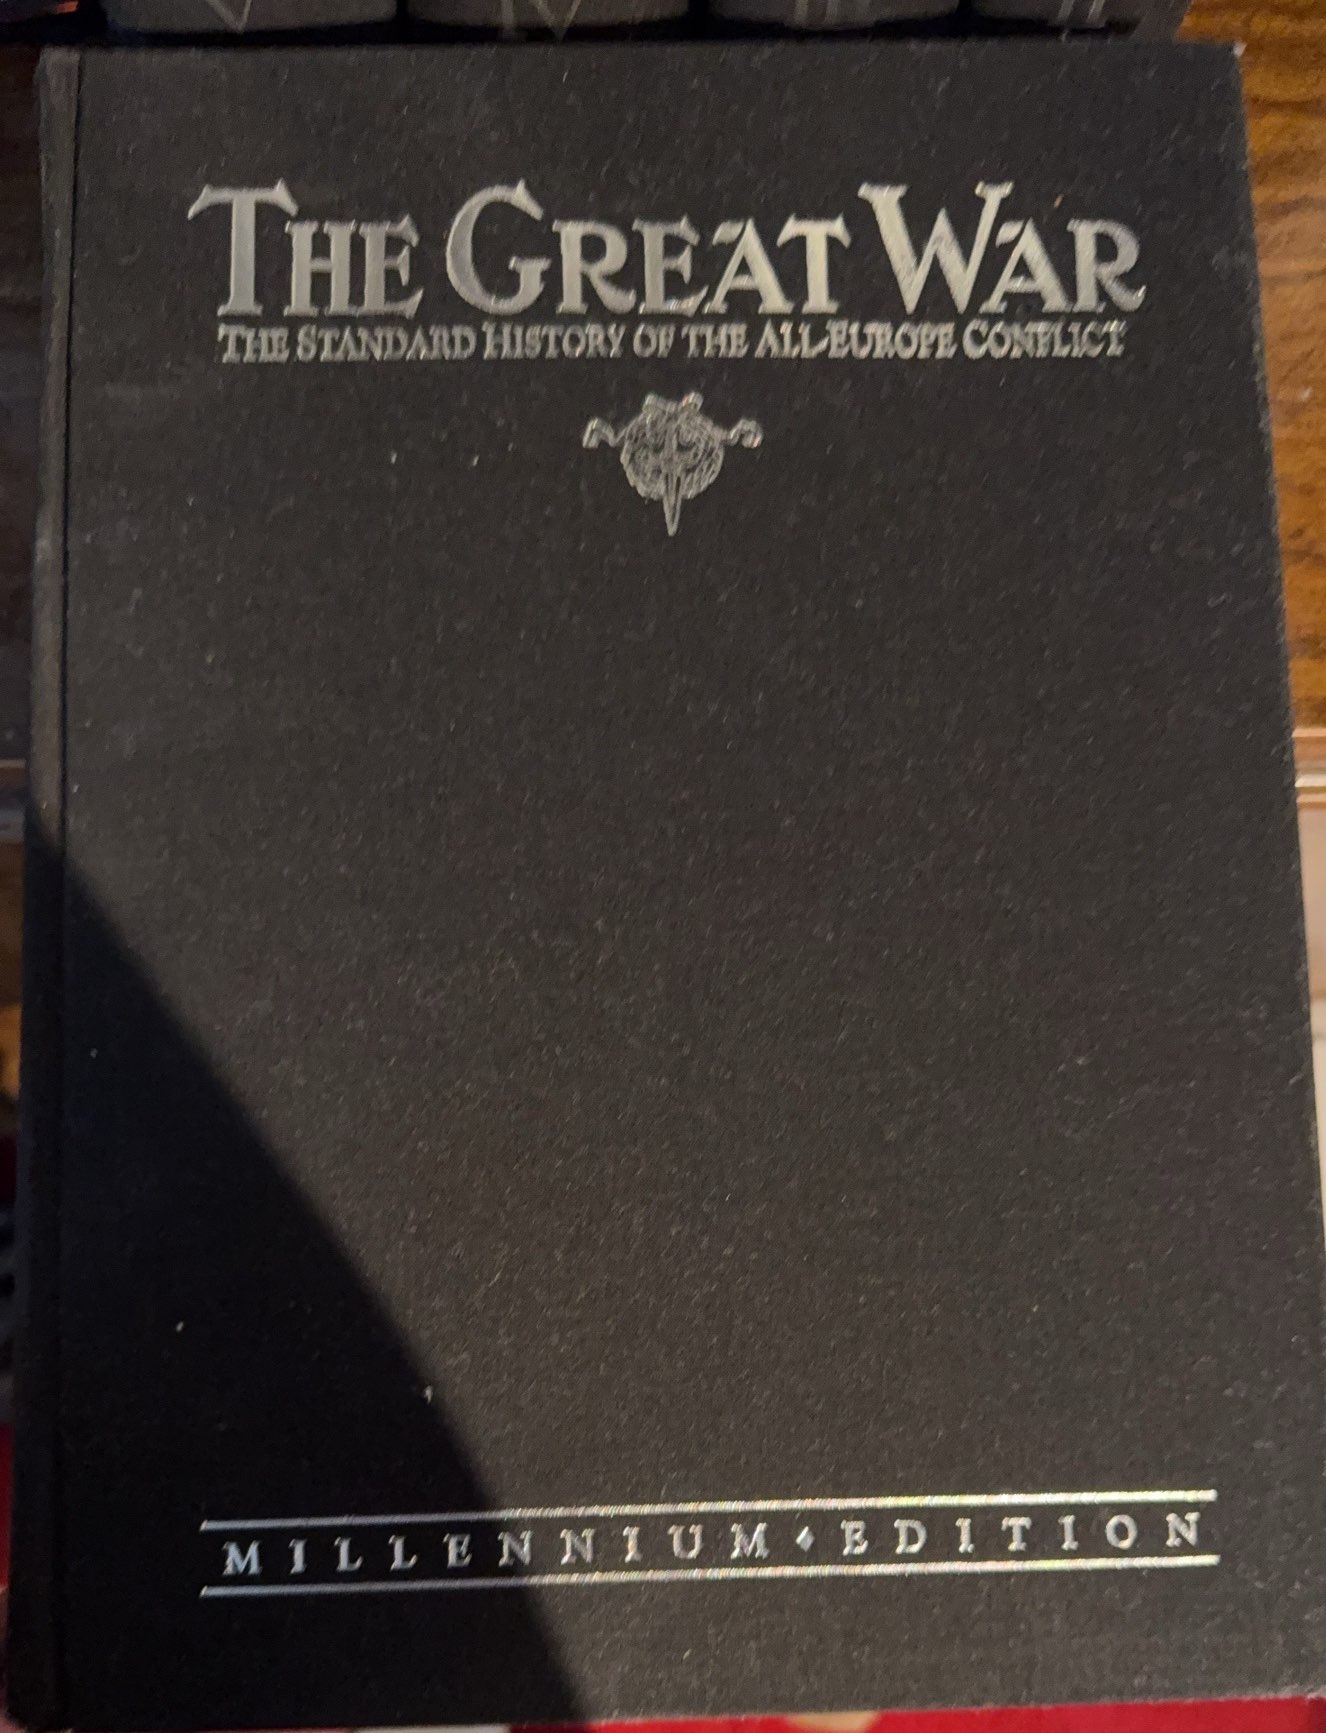 THE GREAT WAR
THE STANDARD HISTORY OF THE ALL-EUROPE CONFLICT
MILLENNIUM ♦ EDITION